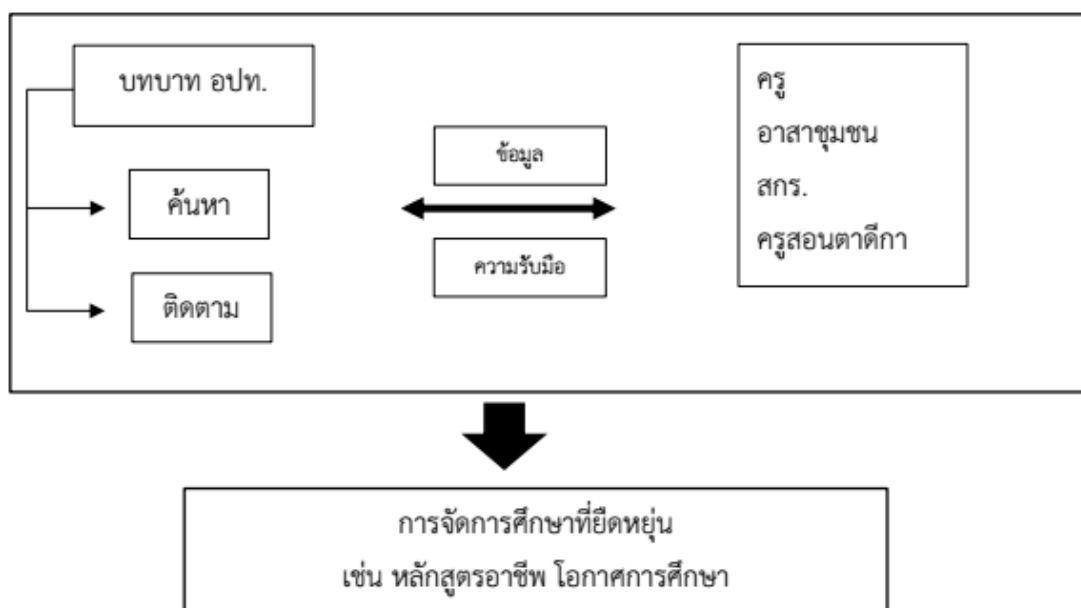 บทบาท อปท.
ค้นหา
ติดตาม
ข้อมูล
ความรับมือ
ครู
อาสาชุมชน
สกร.
ครูสอนตาดีกา
การจัดการศึกษาที่ยืดหยุ่น
เช่น หลักสูตรอาชีพ โอกาสการศึกษา